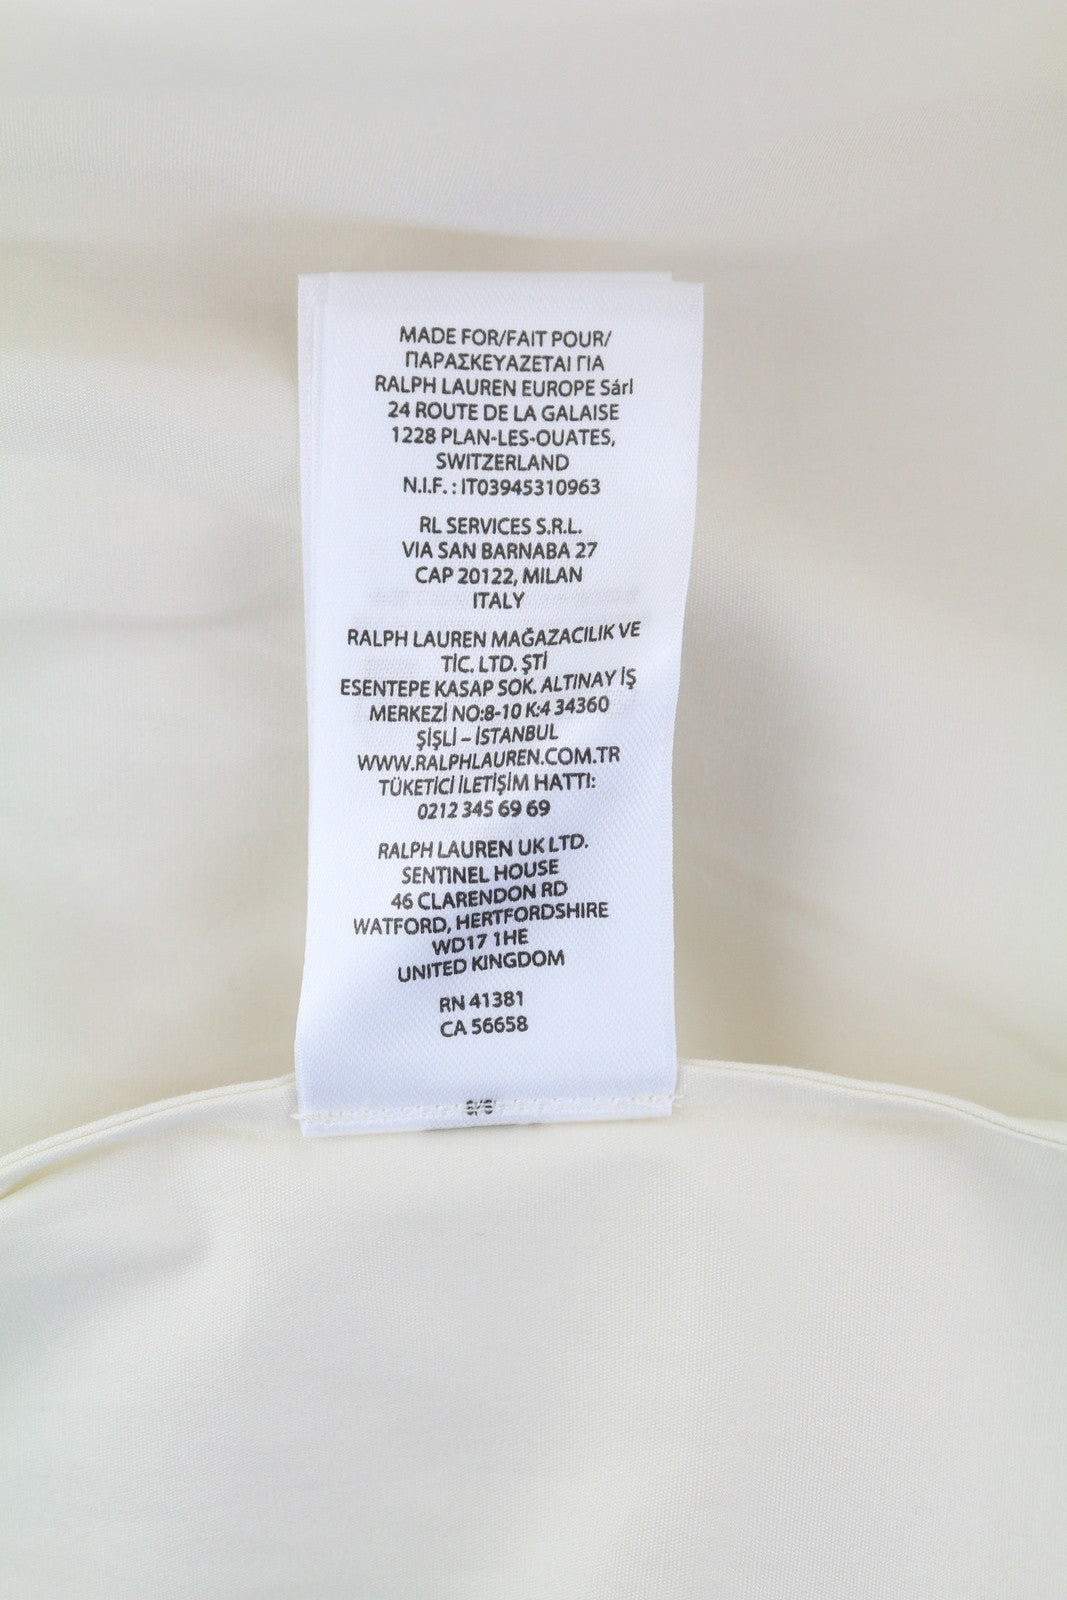 MADE FOR/FAIT POUR/
ΠΑΡΑΣΚΕΥΑΖΕΤΑΙ ΓΙΑ
RALPH LAUREN EUROPE Sárl
24 ROUTE DE LA GALAISE
1228 PLAN-LES-OUATES,
SWITZERLAND
N.I.F. : IT03945310963
RL SERVICES S.R.L.
VIA SAN BARNABA 27
CAP 20122, MILAN
ITALY
RALPH LAUREN MAĞAZACILIK VE
TİC. LTD. ŞTİ
ESENTEPE KASAP SOK. ALTINAY İŞ
MERKEZİ NO:8-10 K:4 34360
ŞİŞLİ – İSTANBUL
WWW.RALPHLAUREN.COM.TR
TÜKETİCİ İLETİŞİM HATTI:
0212 345 69 69
RALPH LAUREN UK LTD.
SENTINEL HOUSE
46 CLARENDON RD
WATFORD, HERTFORDSHIRE
WD17 1HE
UNITED KINGDOM
RN 41381
CA 56658